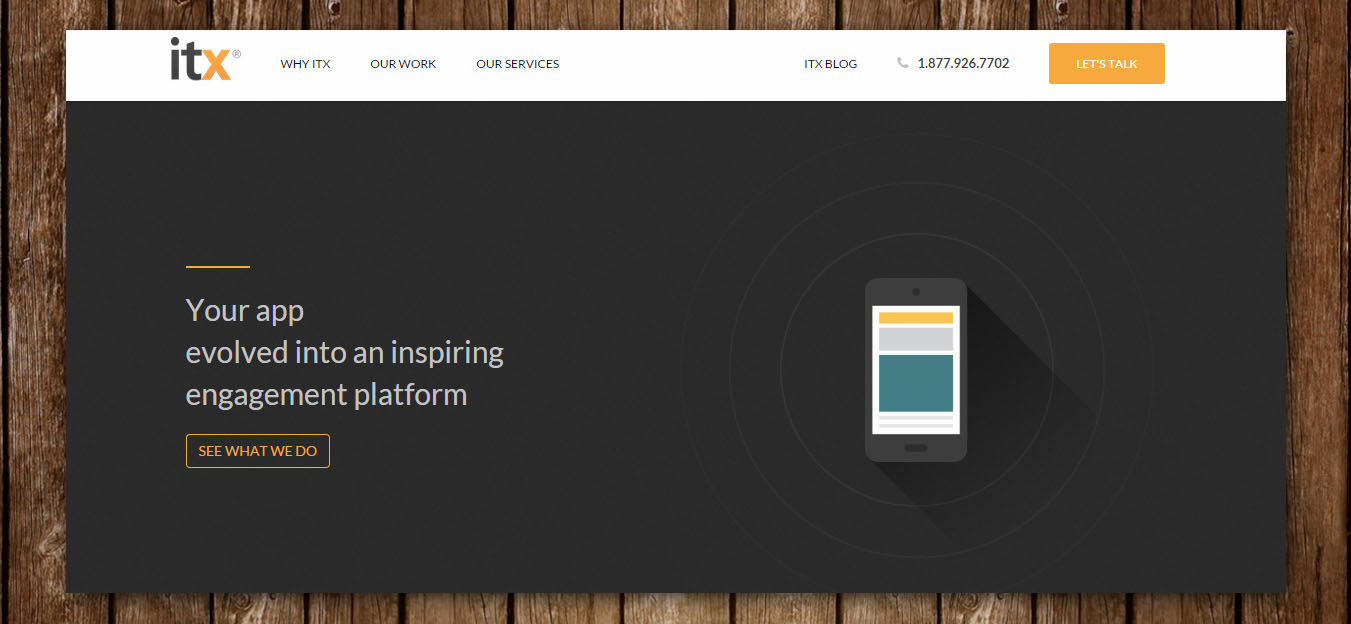 itx®
WHY ITX
OUR WORK
OUR SERVICES
ITX BLOG
1.877.926.7702
LET'S TALK
Your app
evolved into an inspiring
engagement platform
SEE WHAT WE DO